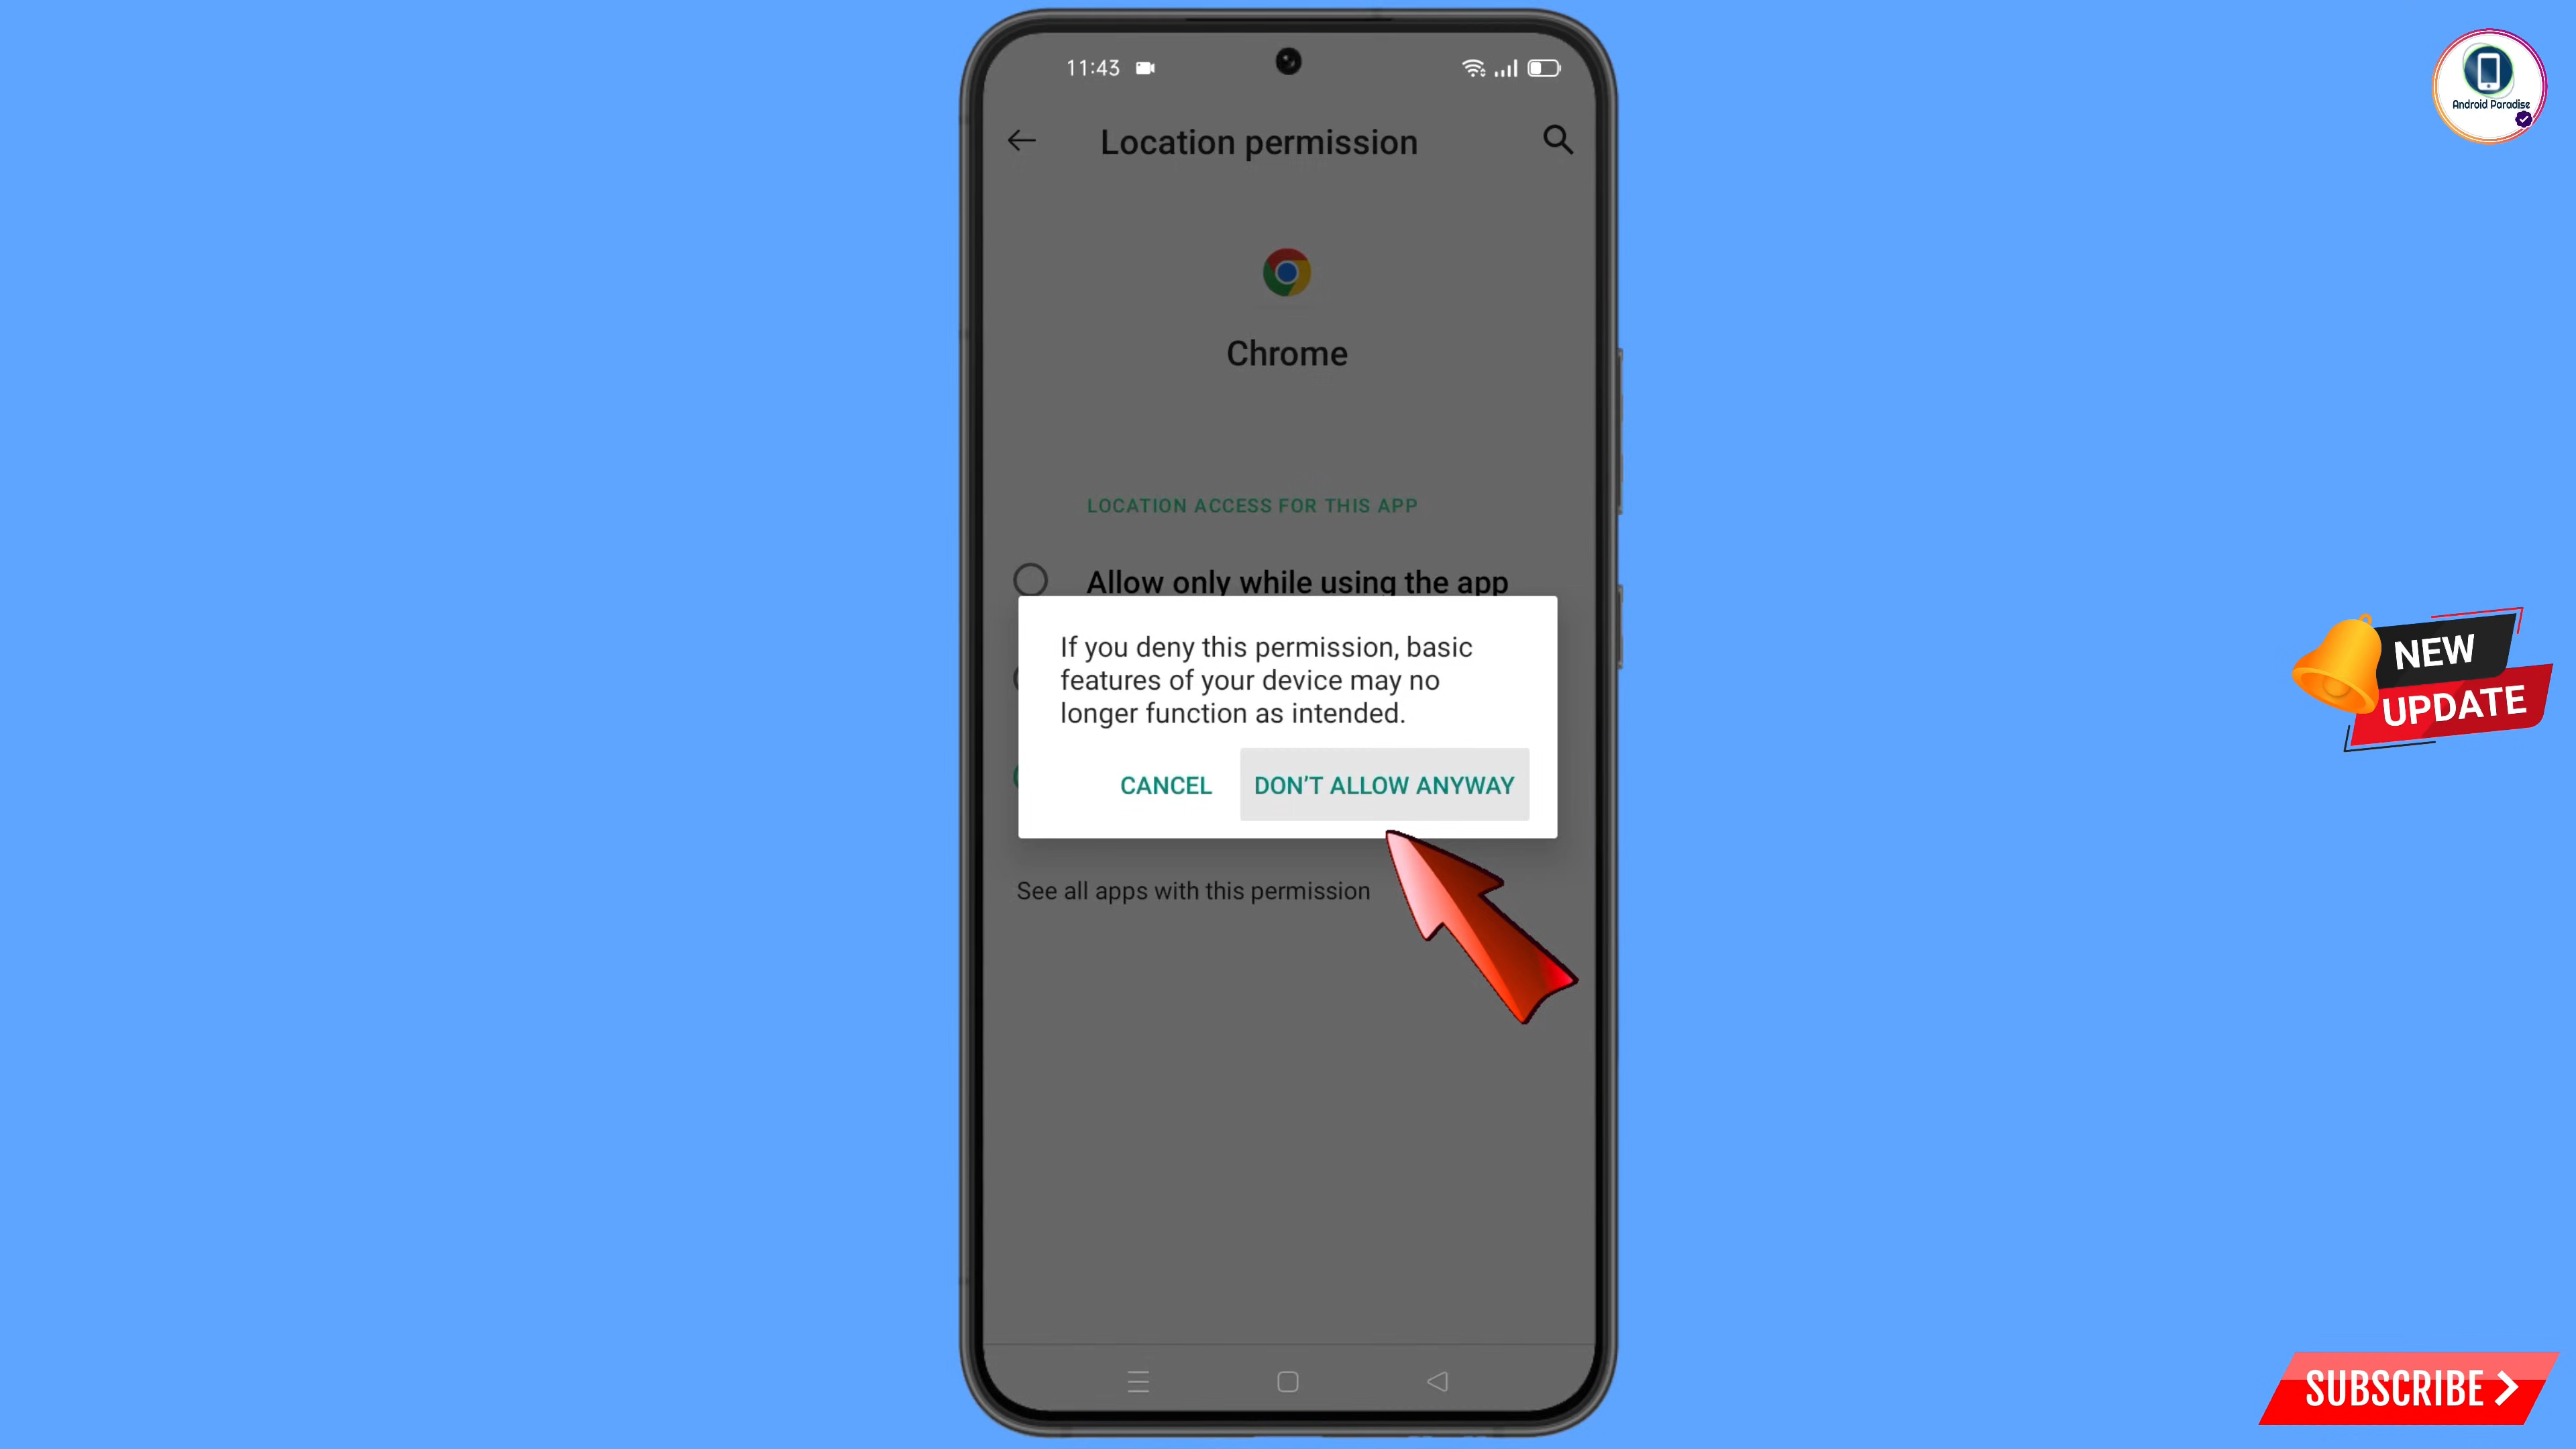 11:43
Android Paradise
Location permission
Chrome
LOCATION ACCESS FOR THIS APP
Allow only while using the app
If you deny this permission, basic
features of your device may no
longer function as intended.
CANCEL
DON'T ALLOW ANYWAY
See all apps with this permission
NEW
UPDATE
SUBSCRIBE